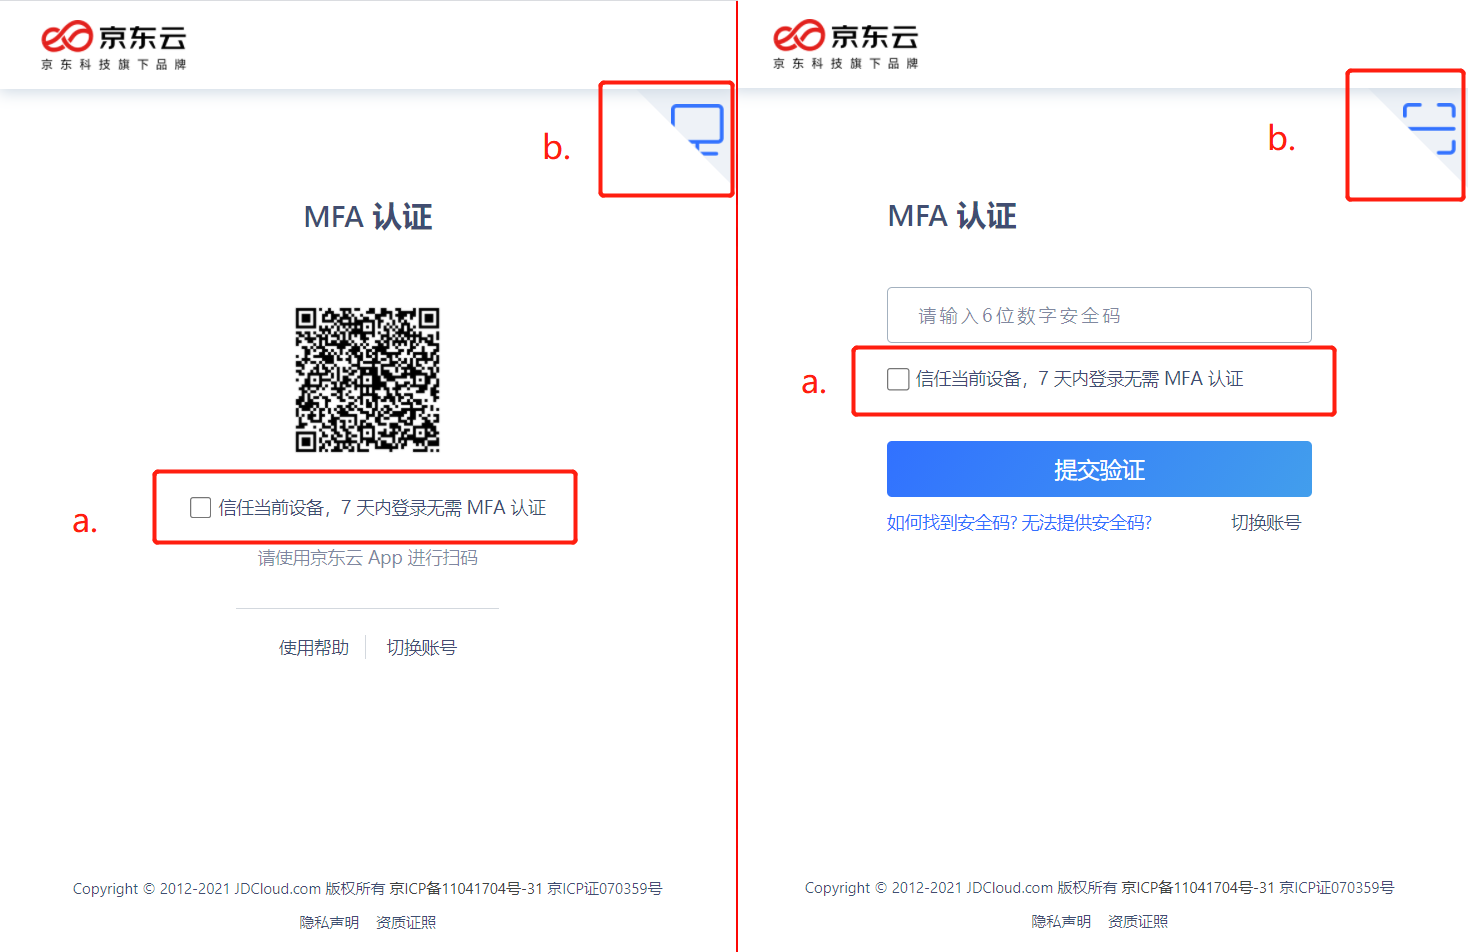 京东云
京东科技旗下品牌
b.
MFA 认证
a.
信任当前设备，7 天内登录无需 MFA 认证
请使用京东云 App 进行扫码
使用帮助
切换账号
Copyright © 2012-2021 JDCloud.com 版权所有 京ICP备11041704号-31 京ICP证070359号
隐私声明 资质证照
京东云
京东科技旗下品牌
b.
MFA 认证
请输入6位数字安全码
a.
信任当前设备，7 天内登录无需 MFA 认证
提交验证
如何找到安全码? 无法提供安全码?
切换账号
Copyright © 2012-2021 JDCloud.com 版权所有 京ICP备11041704号-31 京ICP证070359号
隐私声明 资质证照